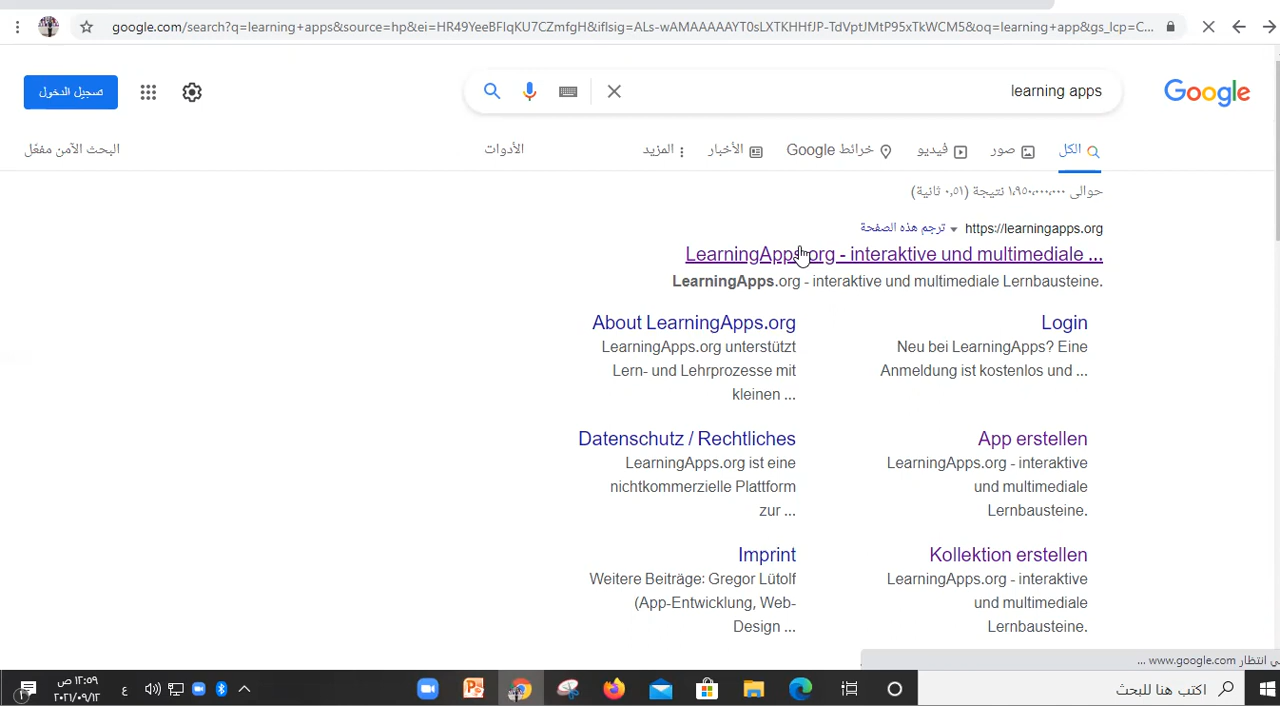 google.com/search?q=learning+apps&source=hp&ei=HR49YeeBFIqKU7CZmfgH&iflsig=ALs-wAMAAAAAYT0sLXTKHHfJP-TdVptJMtP95xTkWCM5&oq=learning+app&gs_lcp=C...
Google
learning apps
تسجيل الدخول
الكل
صور
فيديو
خرائط Google
الأخبار
المزيد
الأدوات
البحث الآمن مفعّل
حوالى ١٬٩٥٠٬٠٠٠٬٠٠٠ نتيجة (٠٫٥١ ثانية)
https://learningapps.org ترجم هذه الصفحة
LearningApps.org - interaktive und multimediale ...
LearningApps.org - interaktive und multimediale Lernbausteine.
Login
Neu bei LearningApps? Eine
Anmeldung ist kostenlos und ...
About LearningApps.org
LearningApps.org unterstützt
Lern- und Lehrprozesse mit
kleinen ...
App erstellen
LearningApps.org - interaktive
und multimediale
Lernbausteine.
Datenschutz / Rechtliches
LearningApps.org ist eine
nichtkommerzielle Plattform
zur ...
Kollektion erstellen
LearningApps.org - interaktive
und multimediale
Lernbausteine.
Imprint
Weitere Beiträge: Gregor Lütolf
(App-Entwicklung, Web-
Design ...
انتظار www.google.com ...
اكتب هنا للبحث
ع
١٢:٥٩ ص
٢٠٢١/٠٩/١٢